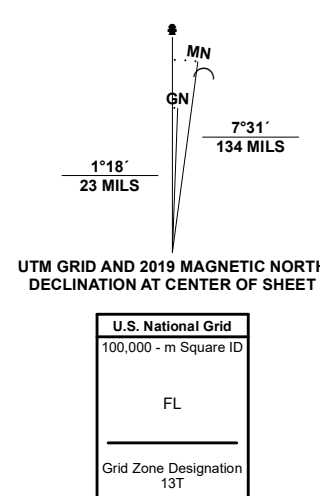 MN
GN
7°31´
134 MILS
1°18´
23 MILS
UTM GRID AND 2019 MAGNETIC NORTH
DECLINATION AT CENTER OF SHEET
U.S. National Grid
100,000 - m Square ID
FL
Grid Zone Designation
13T